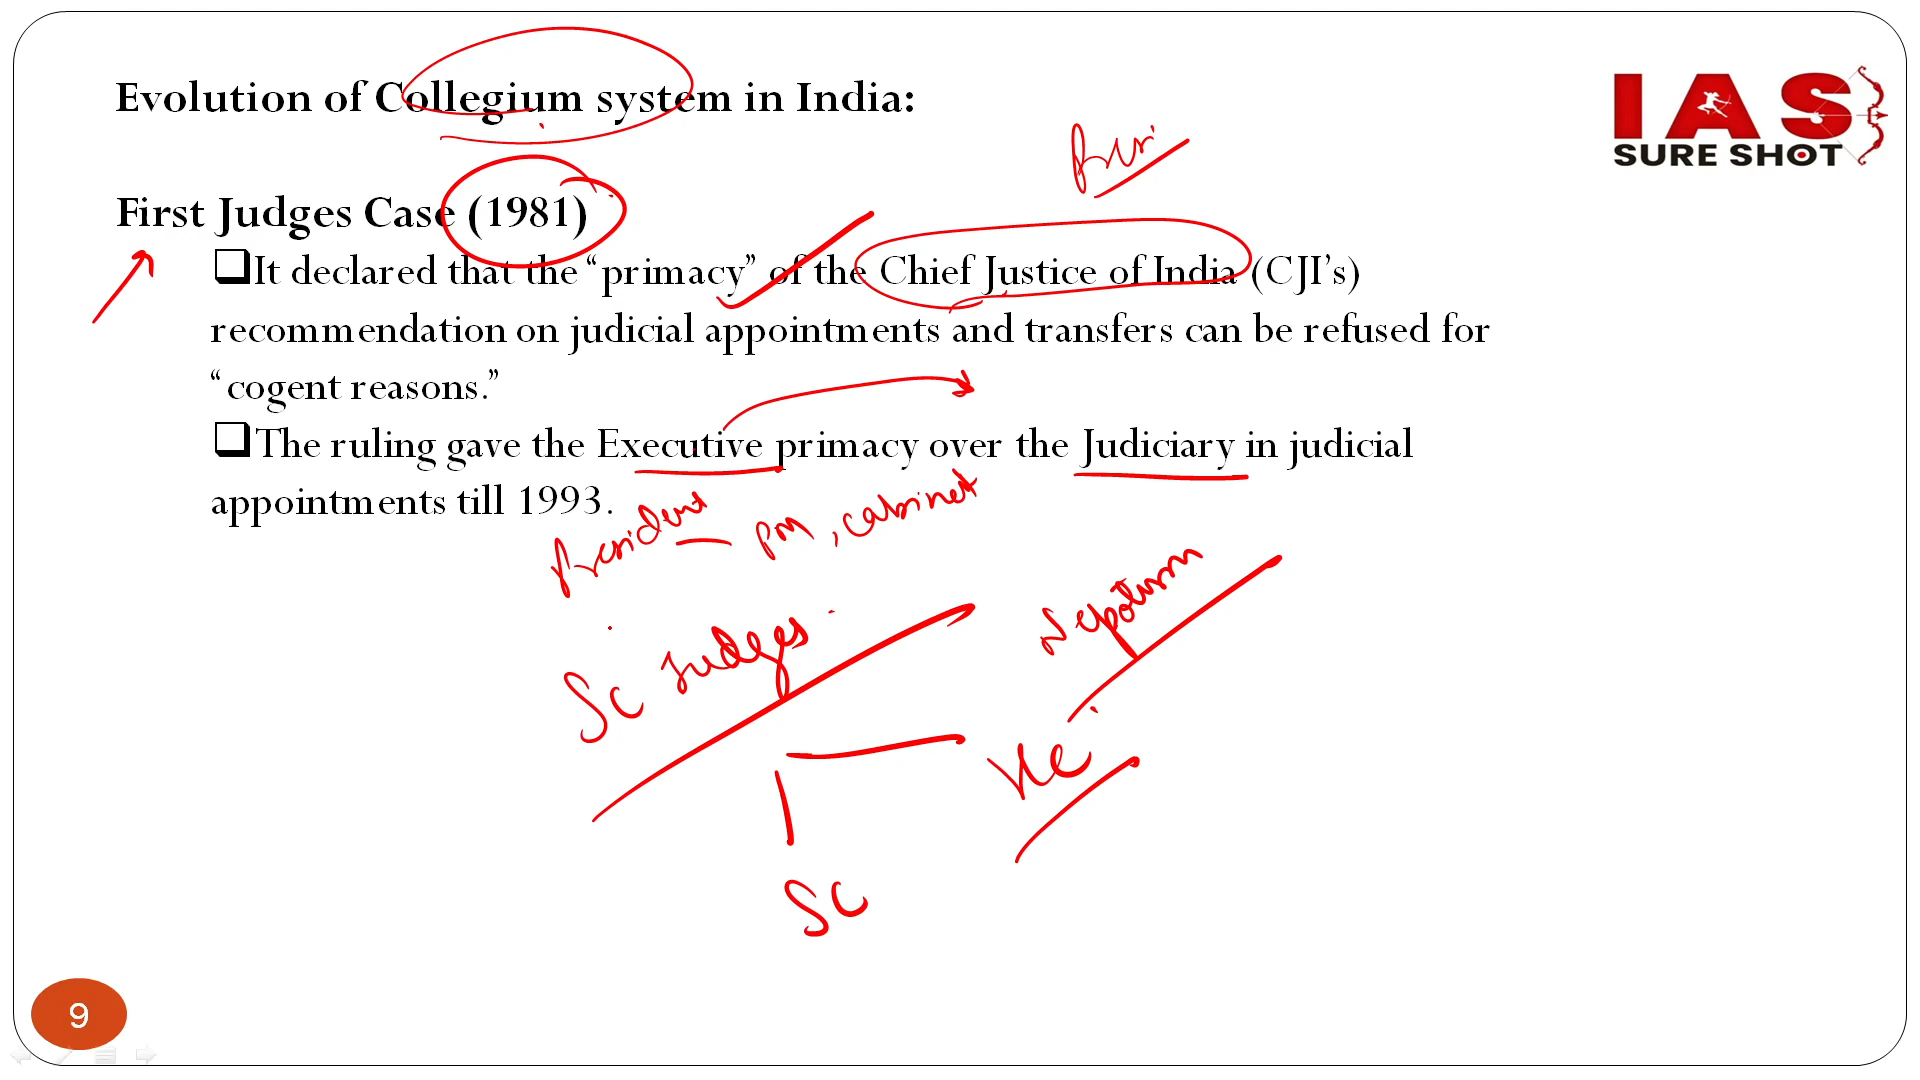 Evolution of Collegium system in India:
IAS
SURE SHOT
First Judges Case (1981)
It declared that the “primacy” of the Chief Justice of India (CJI’s)
recommendation on judicial appointments and transfers can be refused for
“cogent reasons.”
The ruling gave the Executive primacy over the Judiciary in judicial
appointments till 1993.
President — PM, cabinet
Nepotism
SC Judges
HC
SC
9